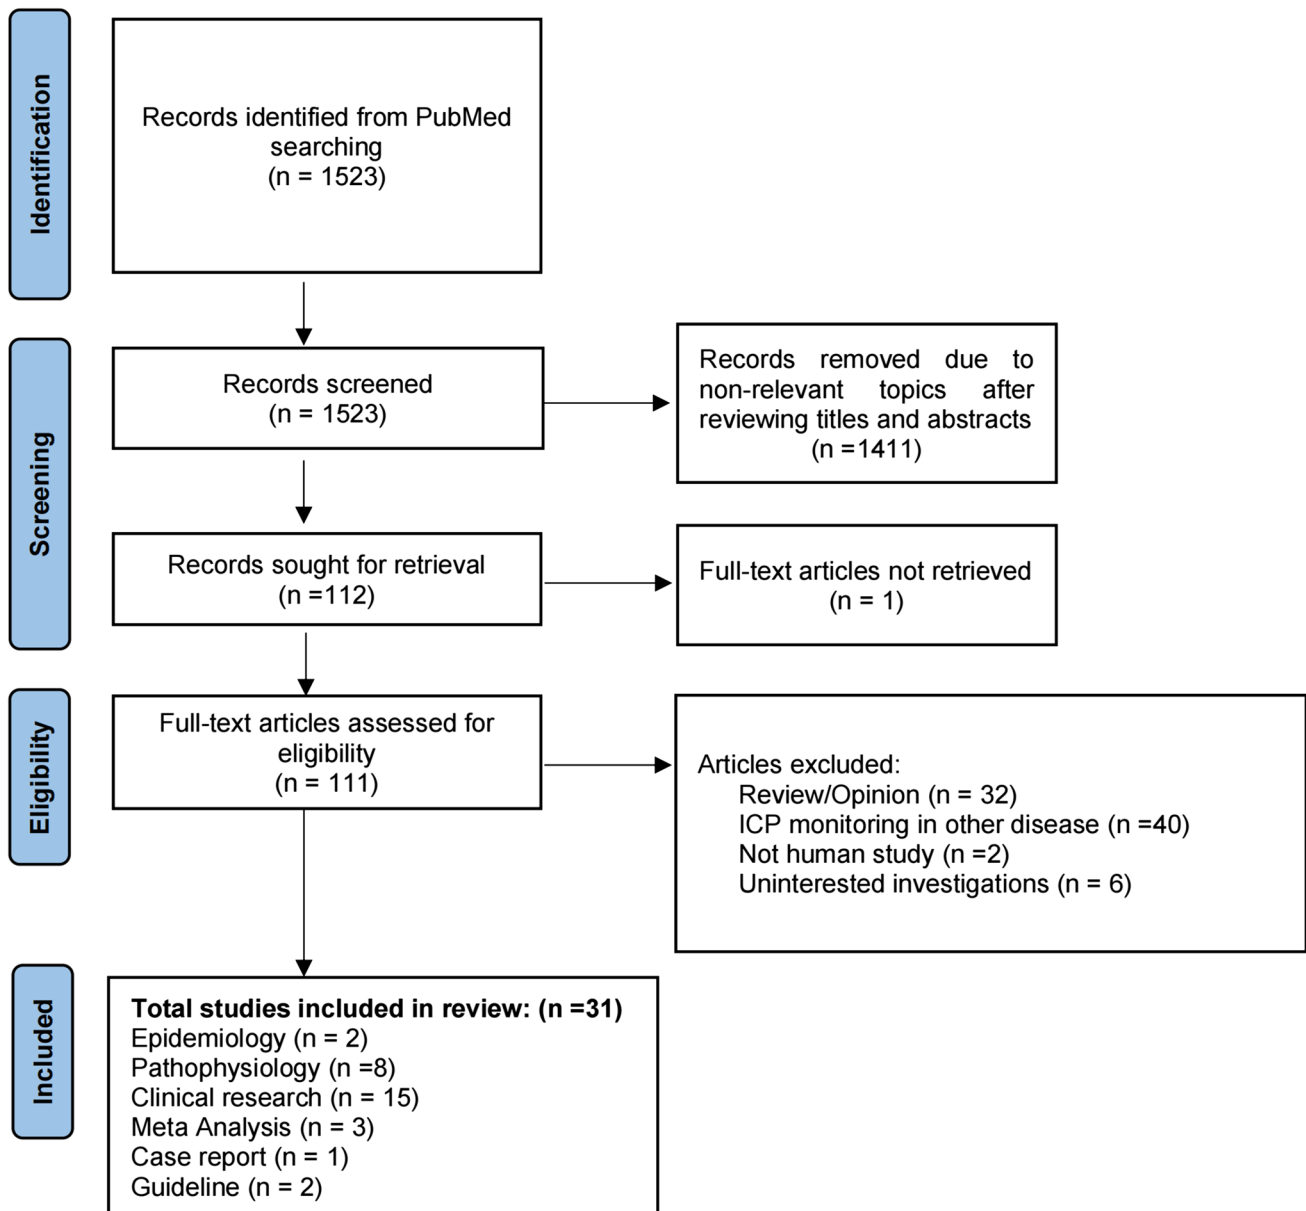 Identification
Records identified from PubMed
searching
(n = 1523)
Screening
Records screened
(n = 1523)
Records removed due to
non-relevant topics after
reviewing titles and abstracts
(n =1411)
Records sought for retrieval
(n =112)
Full-text articles not retrieved
(n = 1)
Eligibility
Full-text articles assessed for
eligibility
(n = 111)
Articles excluded:
Review/Opinion (n = 32)
ICP monitoring in other disease (n =40)
Not human study (n =2)
Uninterested investigations (n = 6)
Included
Total studies included in review: (n =31)
Epidemiology (n = 2)
Pathophysiology (n =8)
Clinical research (n = 15)
Meta Analysis (n = 3)
Case report (n = 1)
Guideline (n = 2)